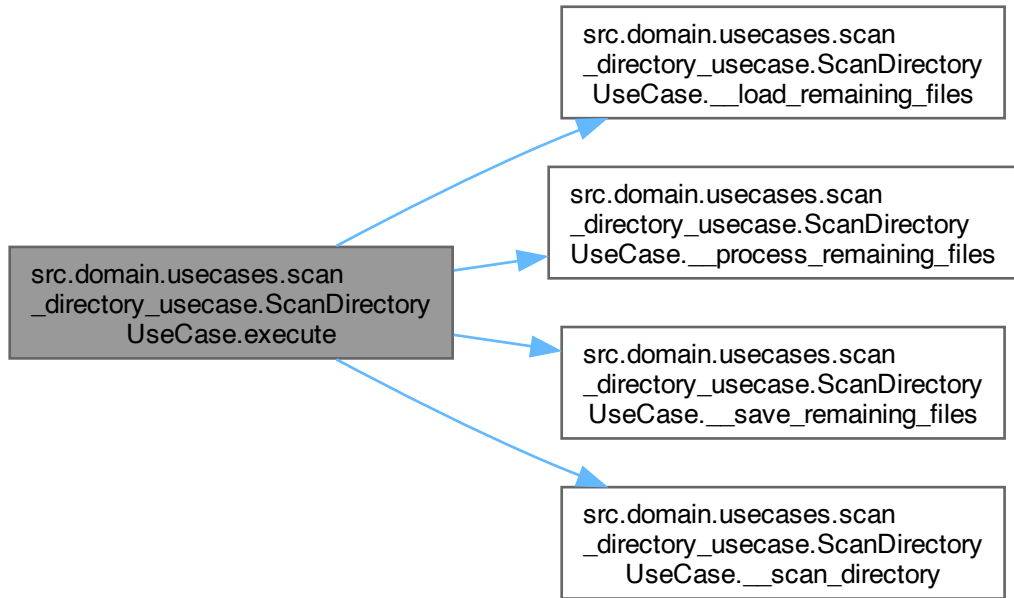 src.domain.usecases.scan
_directory_usecase.ScanDirectory
UseCase.__load_remaining_files
src.domain.usecases.scan
_directory_usecase.ScanDirectory
UseCase.__process_remaining_files
src.domain.usecases.scan
_directory_usecase.ScanDirectory
UseCase.execute
src.domain.usecases.scan
_directory_usecase.ScanDirectory
UseCase.__save_remaining_files
src.domain.usecases.scan
_directory_usecase.ScanDirectory
UseCase.__scan_directory